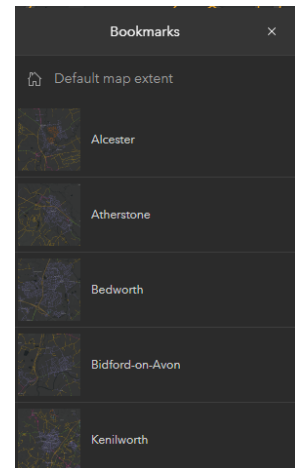 Bookmarks
Default map extent
Alcester
Atherstone
Bedworth
Bidford-on-Avon
Kenilworth